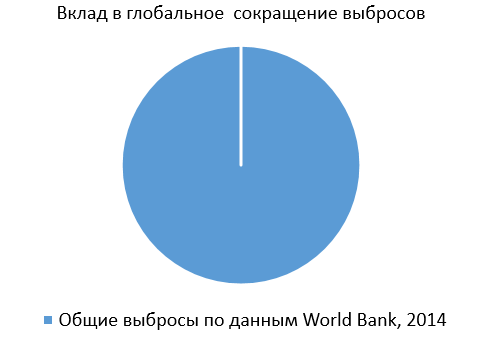 Вклад в глобальное  сокращение выбросов
Общие выбросы по данным World Bank, 2014